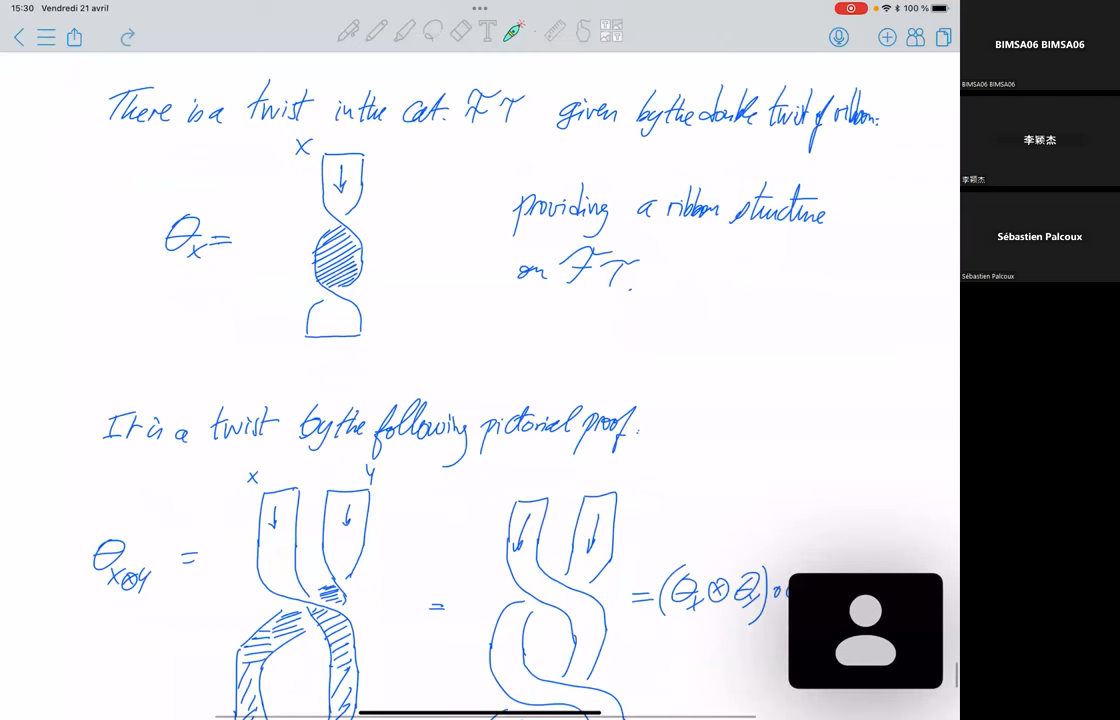 15:30 Vendredi 21 avril
100 %
There is a twist in the cat. FT given by the double twist of ribbon:
X
θ_X =
providing a ribbon structure
on FT.
It is a twist by the following pictorial proof.
X Y
θ_{X⊗Y} = = (θ_X ⊗ θ_Y) ∘
BIMSA06 BIMSA06
BIMSA06 BIMSA06
李颖杰
李颖杰
Sébastien Palcoux
Sébastien Palcoux